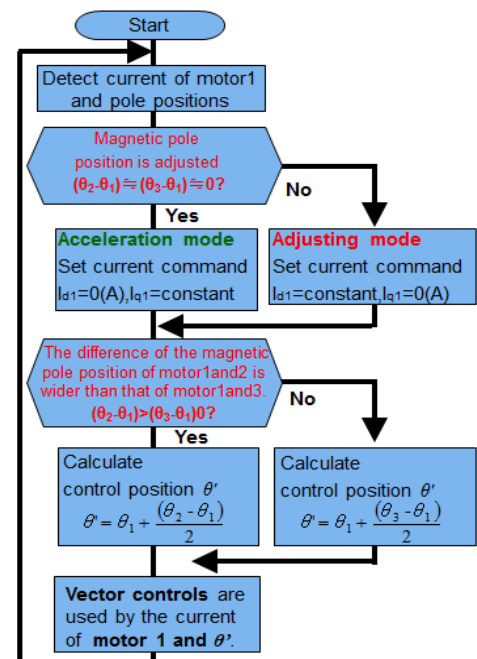 Start
Detect current of motor1
and pole positions
Magnetic pole
position is adjusted
(θ₂-θ₁)≒(θ₃-θ₁)≒0?
No
Yes
Acceleration mode
Set current command
Id1=0(A),Iq1=constant
Adjusting mode
Set current command
Id1=constant,Iq1=0(A)
The difference of the magnetic
pole position of motor1and2 is
wider than that of motor1and3.
(θ₂-θ₁)>(θ₃-θ₁)0?
No
Yes
Calculate
control position θ'
θ' = θ₁ + (θ₂ - θ₁)/2
Calculate
control position θ'
θ' = θ₁ + (θ₃ - θ₁)/2
Vector controls are
used by the current
of motor 1 and θ'.